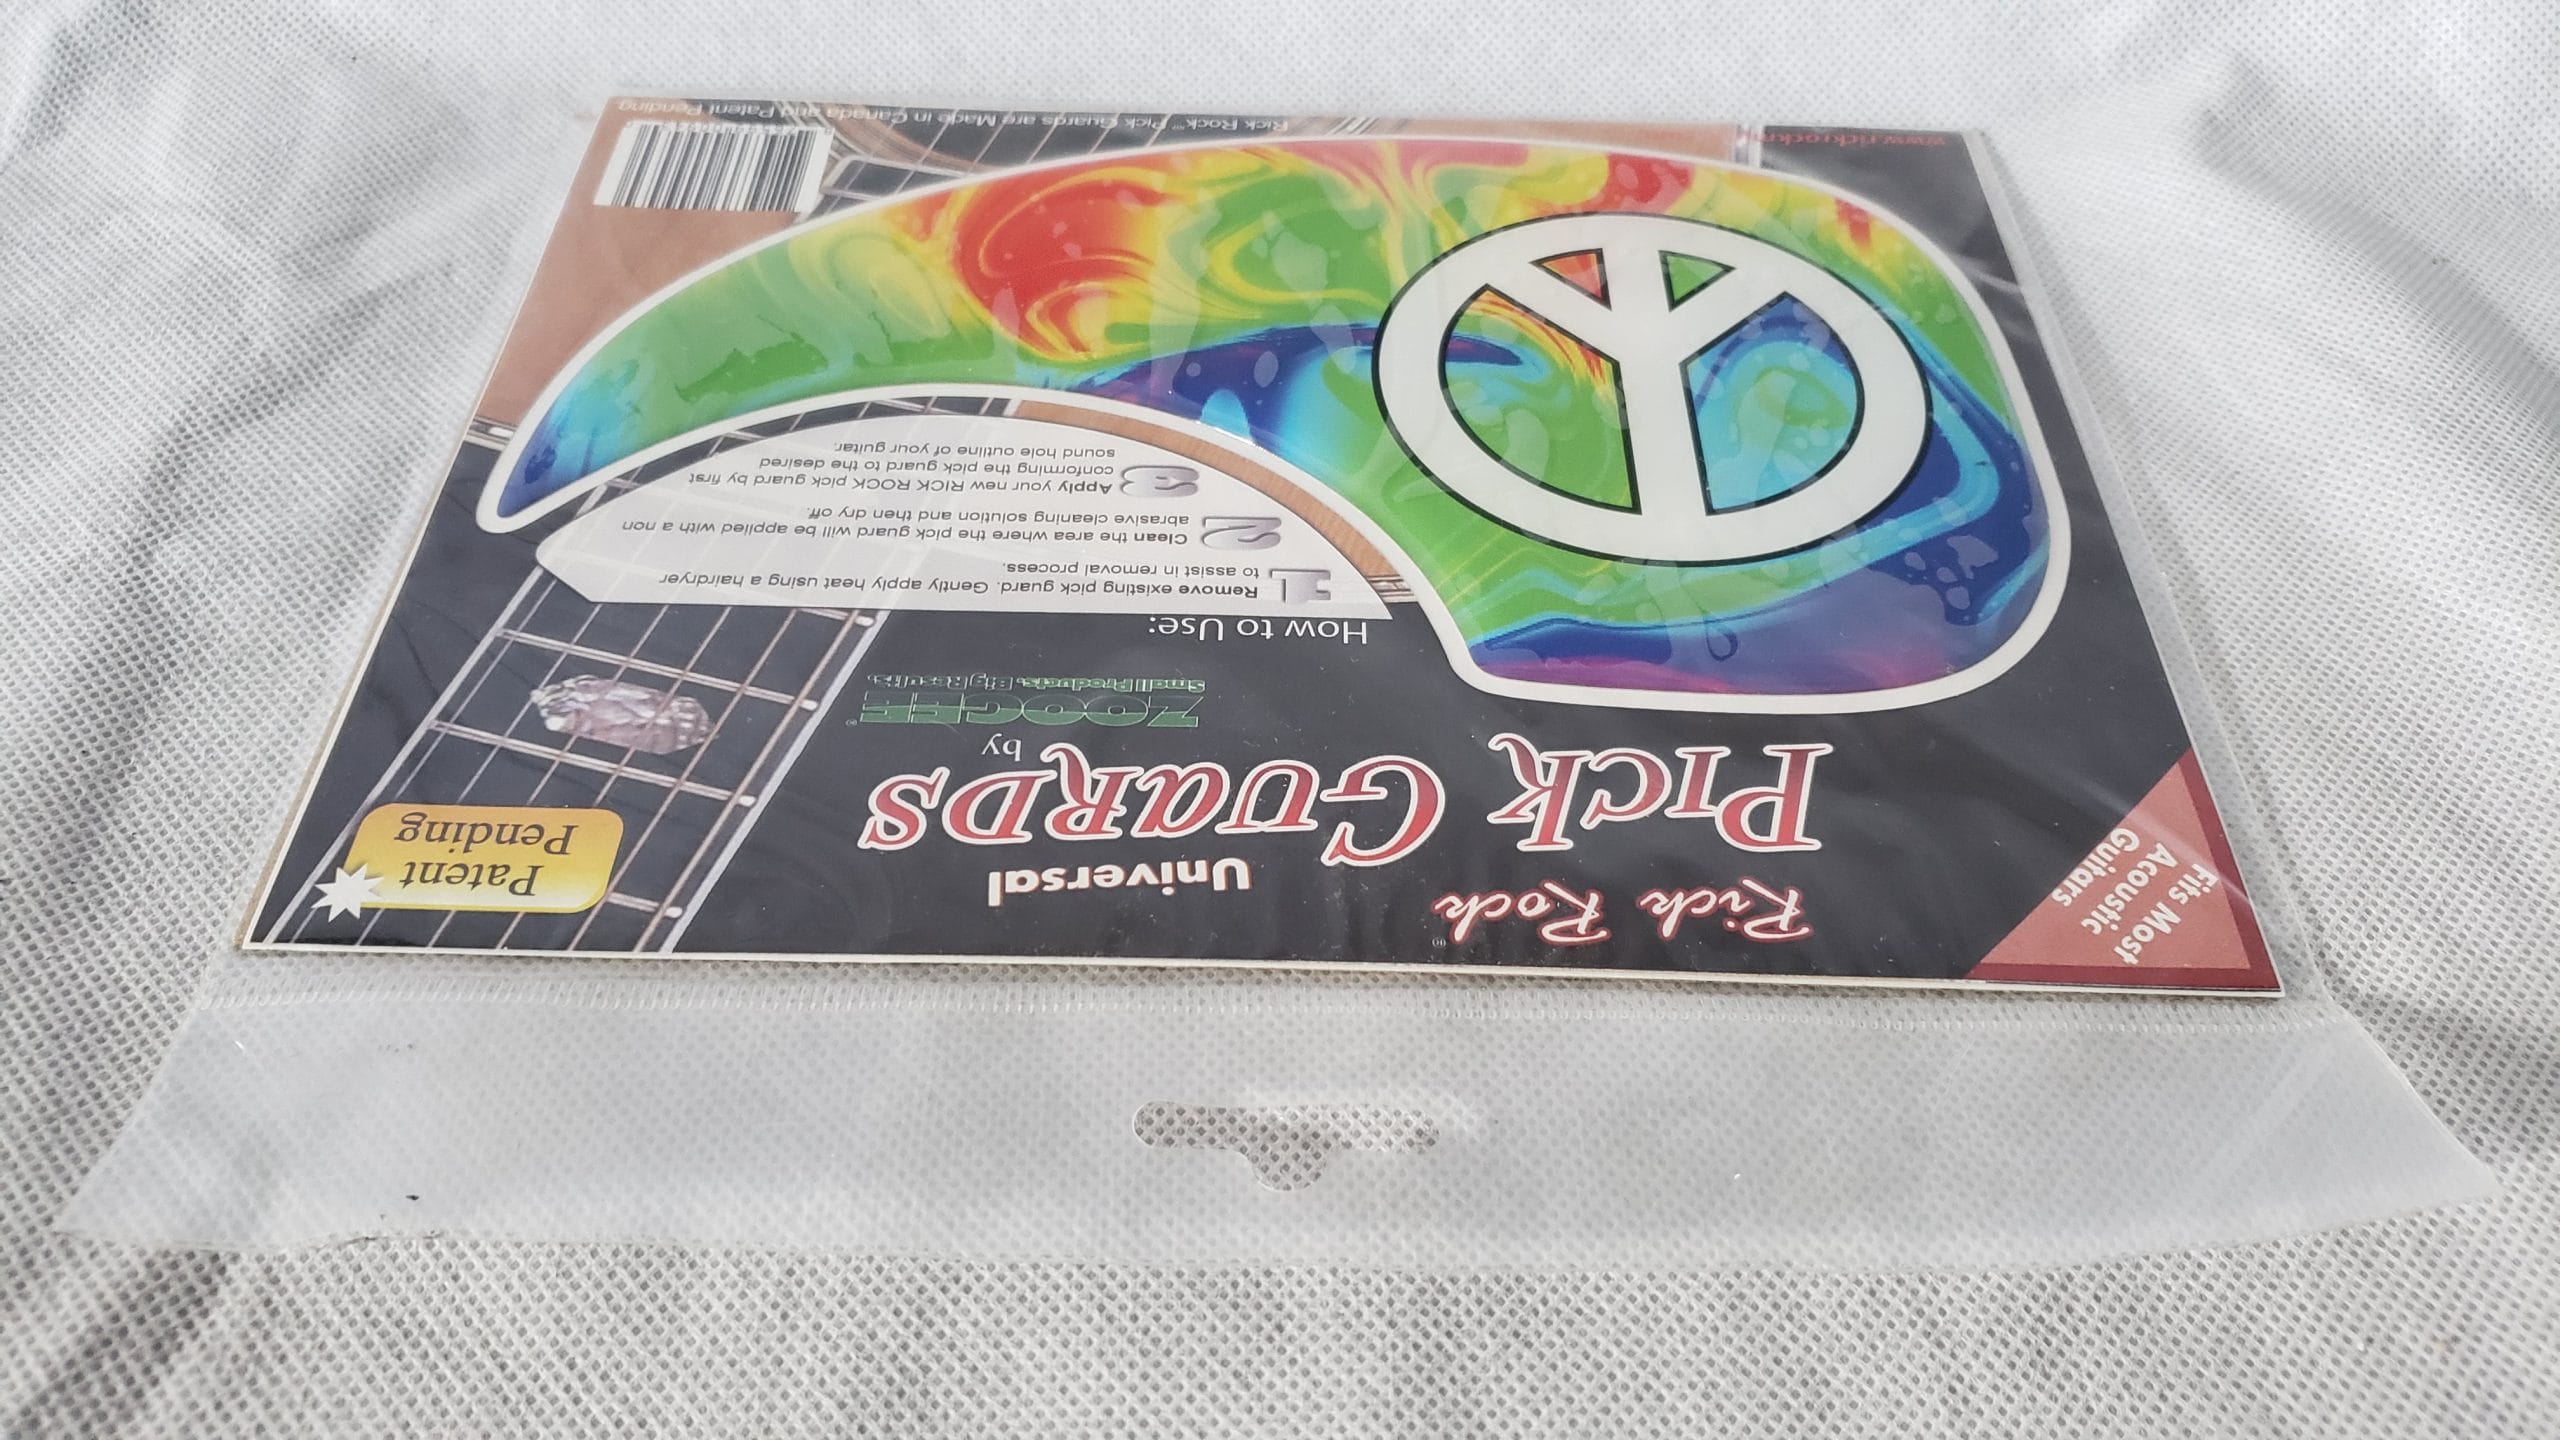 Fits Most
Acoustic
Guitars
Rick Rock®
Universal
Pick Guards
by
ZOOGEE®
Small Products. Big Results.
Patent
Pending
How to Use:
1 Remove existing pick guard. Gently apply heat using a hairdryer
to assist in removal process.
2 Clean the area where the pick guard will be applied with a non
abrasive cleaning solution and then dry off.
3 Apply your new RICK ROCK pick guard by first
conforming the pick guard to the desired
sound hole outline of your guitar.
Rick Rock™ Pick Guards are Made in Canada and Patent Pending